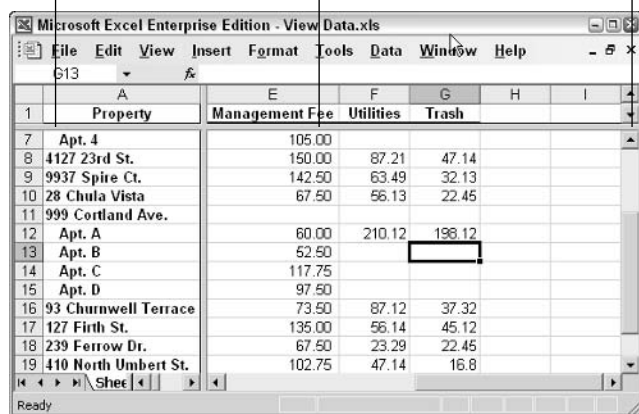 Microsoft Excel Enterprise Edition - View Data.xls
File Edit View Insert Format Tools Data Window Help
G13 fx
A E F G H I
1 Property Management Fee Utilities Trash
7 Apt. 4 105.00
8 4127 23rd St. 150.00 87.21 47.14
9 9937 Spire Ct. 142.50 63.49 32.13
10 28 Chula Vista 67.50 56.13 22.45
11 999 Cortland Ave.
12 Apt. A 60.00 210.12 198.12
13 Apt. B 52.50
14 Apt. C 117.75
15 Apt. D 97.50
16 93 Churnwell Terrace 73.50 87.12 37.32
17 127 Firth St. 135.00 56.14 45.12
18 239 Ferrow Dr. 67.50 23.29 22.45
19 410 North Umbert St. 102.75 47.14 16.8
Shee
Ready